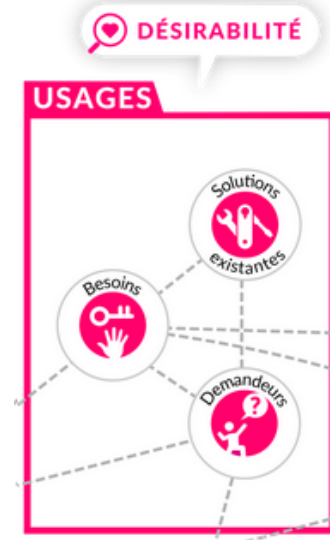 DÉSIRABILITÉ
USAGES
Solutions
existantes
Besoins
Demandeurs
?